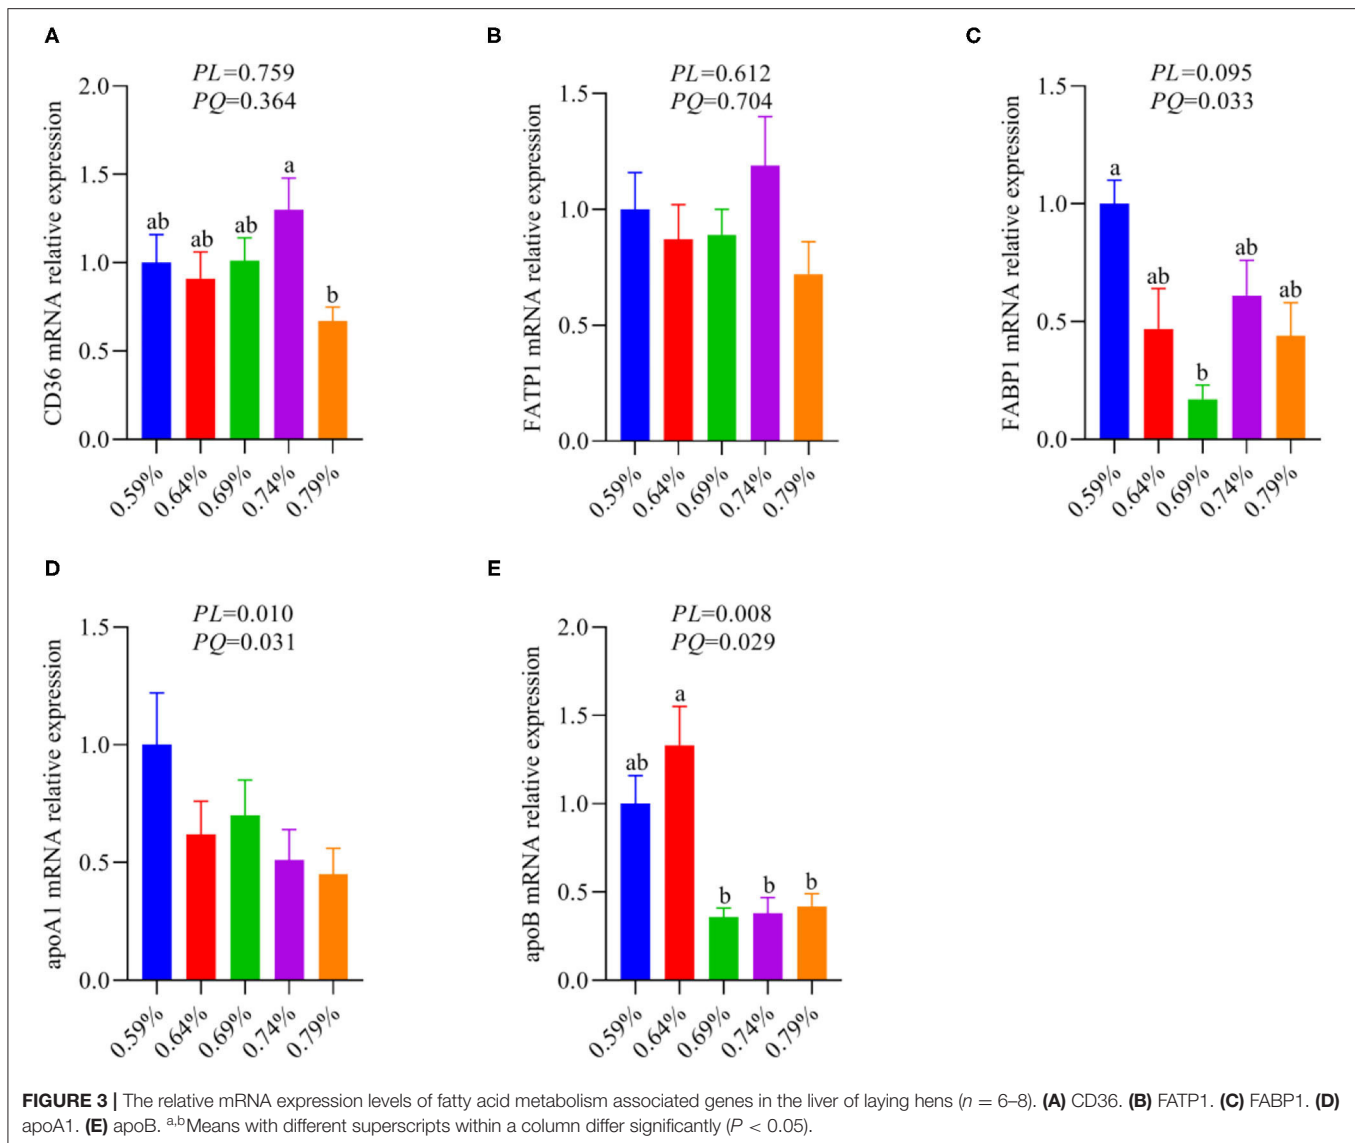 A
PL=0.759
PQ=0.364
CD36 mRNA relative expression
2.0
1.5
1.0
0.5
0.0
ab
ab
ab
a
b
0.59%
0.64%
0.69%
0.74%
0.79%
B
PL=0.612
PQ=0.704
FATP1 mRNA relative expression
1.5
1.0
0.5
0.0
0.59%
0.64%
0.69%
0.74%
0.79%
C
PL=0.095
PQ=0.033
FABP1 mRNA relative expression
1.5
1.0
0.5
0.0
a
ab
b
ab
ab
0.59%
0.64%
0.69%
0.74%
0.79%
D
PL=0.010
PQ=0.031
apoA1 mRNA relative expression
1.5
1.0
0.5
0.0
0.59%
0.64%
0.69%
0.74%
0.79%
E
PL=0.008
PQ=0.029
apoB mRNA relative expression
2.0
1.5
1.0
0.5
0.0
ab
a
b
b
b
0.59%
0.64%
0.69%
0.74%
0.79%
FIGURE 3 | The relative mRNA expression levels of fatty acid metabolism associated genes in the liver of laying hens (n = 6–8). (A) CD36. (B) FATP1. (C) FABP1. (D)
apoA1. (E) apoB. a,bMeans with different superscripts within a column differ significantly (P < 0.05).